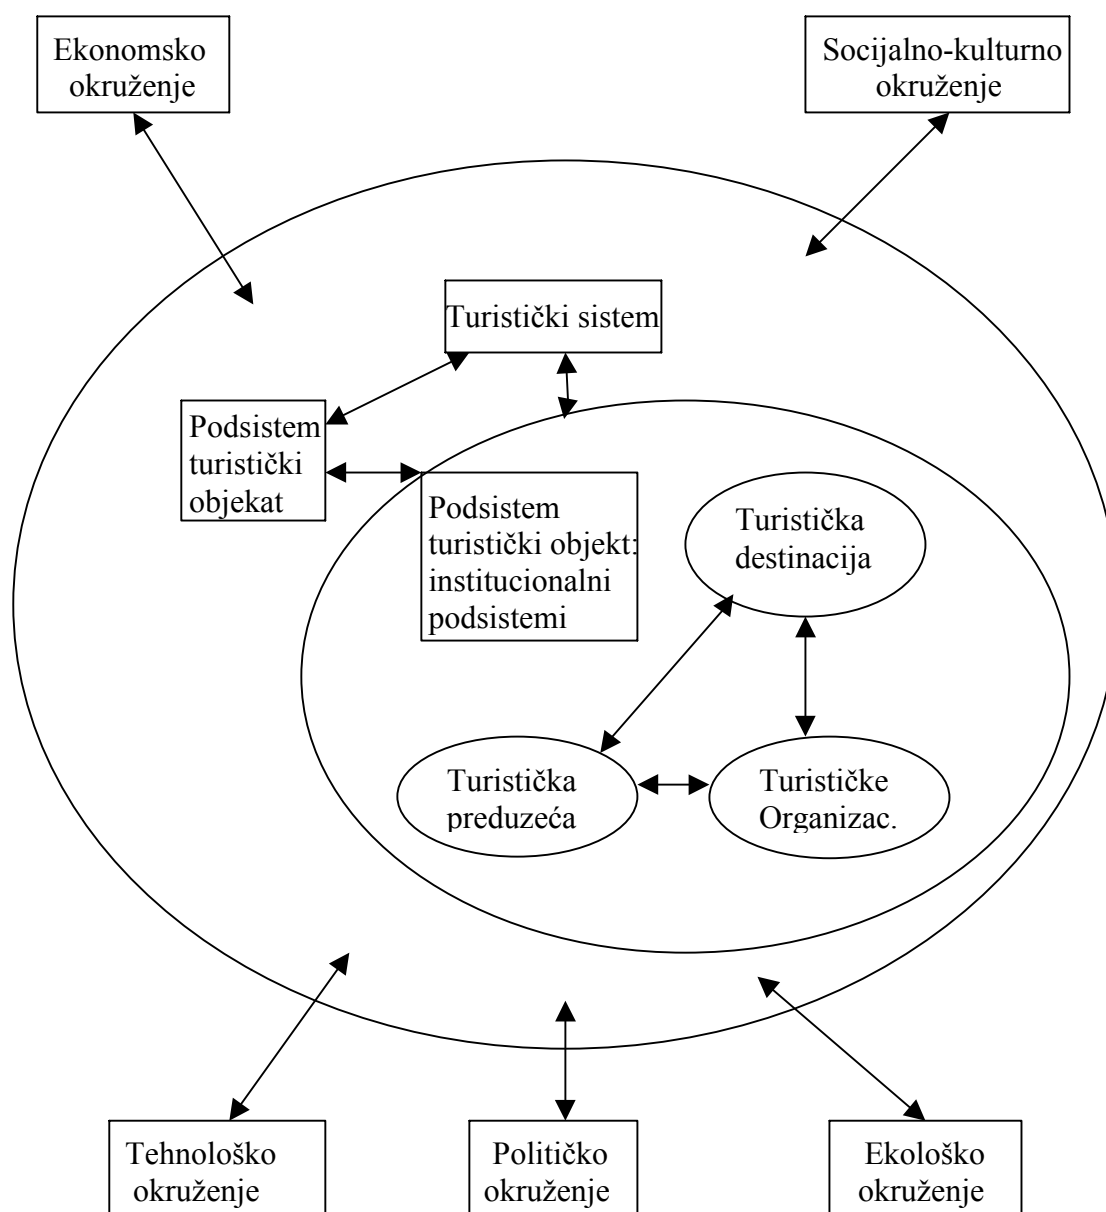 Ekonomsko
okruženje
Socijalno-kulturno
okruženje
Turistički sistem
Podsistem
turistički
objekat
Podsistem
turistički objekt:
institucionalni
podsistemi
Turistička
destinacija
Turistička
preduzeća
Turističke
Organizac.
Tehnološko
okruženje
Političko
okruženje
Ekološko
okruženje